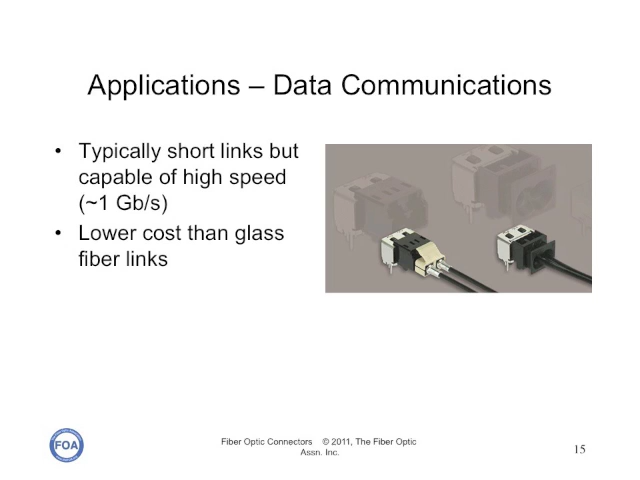 Applications – Data Communications
• Typically short links but
capable of high speed
(~1 Gb/s)
• Lower cost than glass
fiber links
FOA
Fiber Optic Connectors © 2011, The Fiber Optic
Assn. Inc.
15